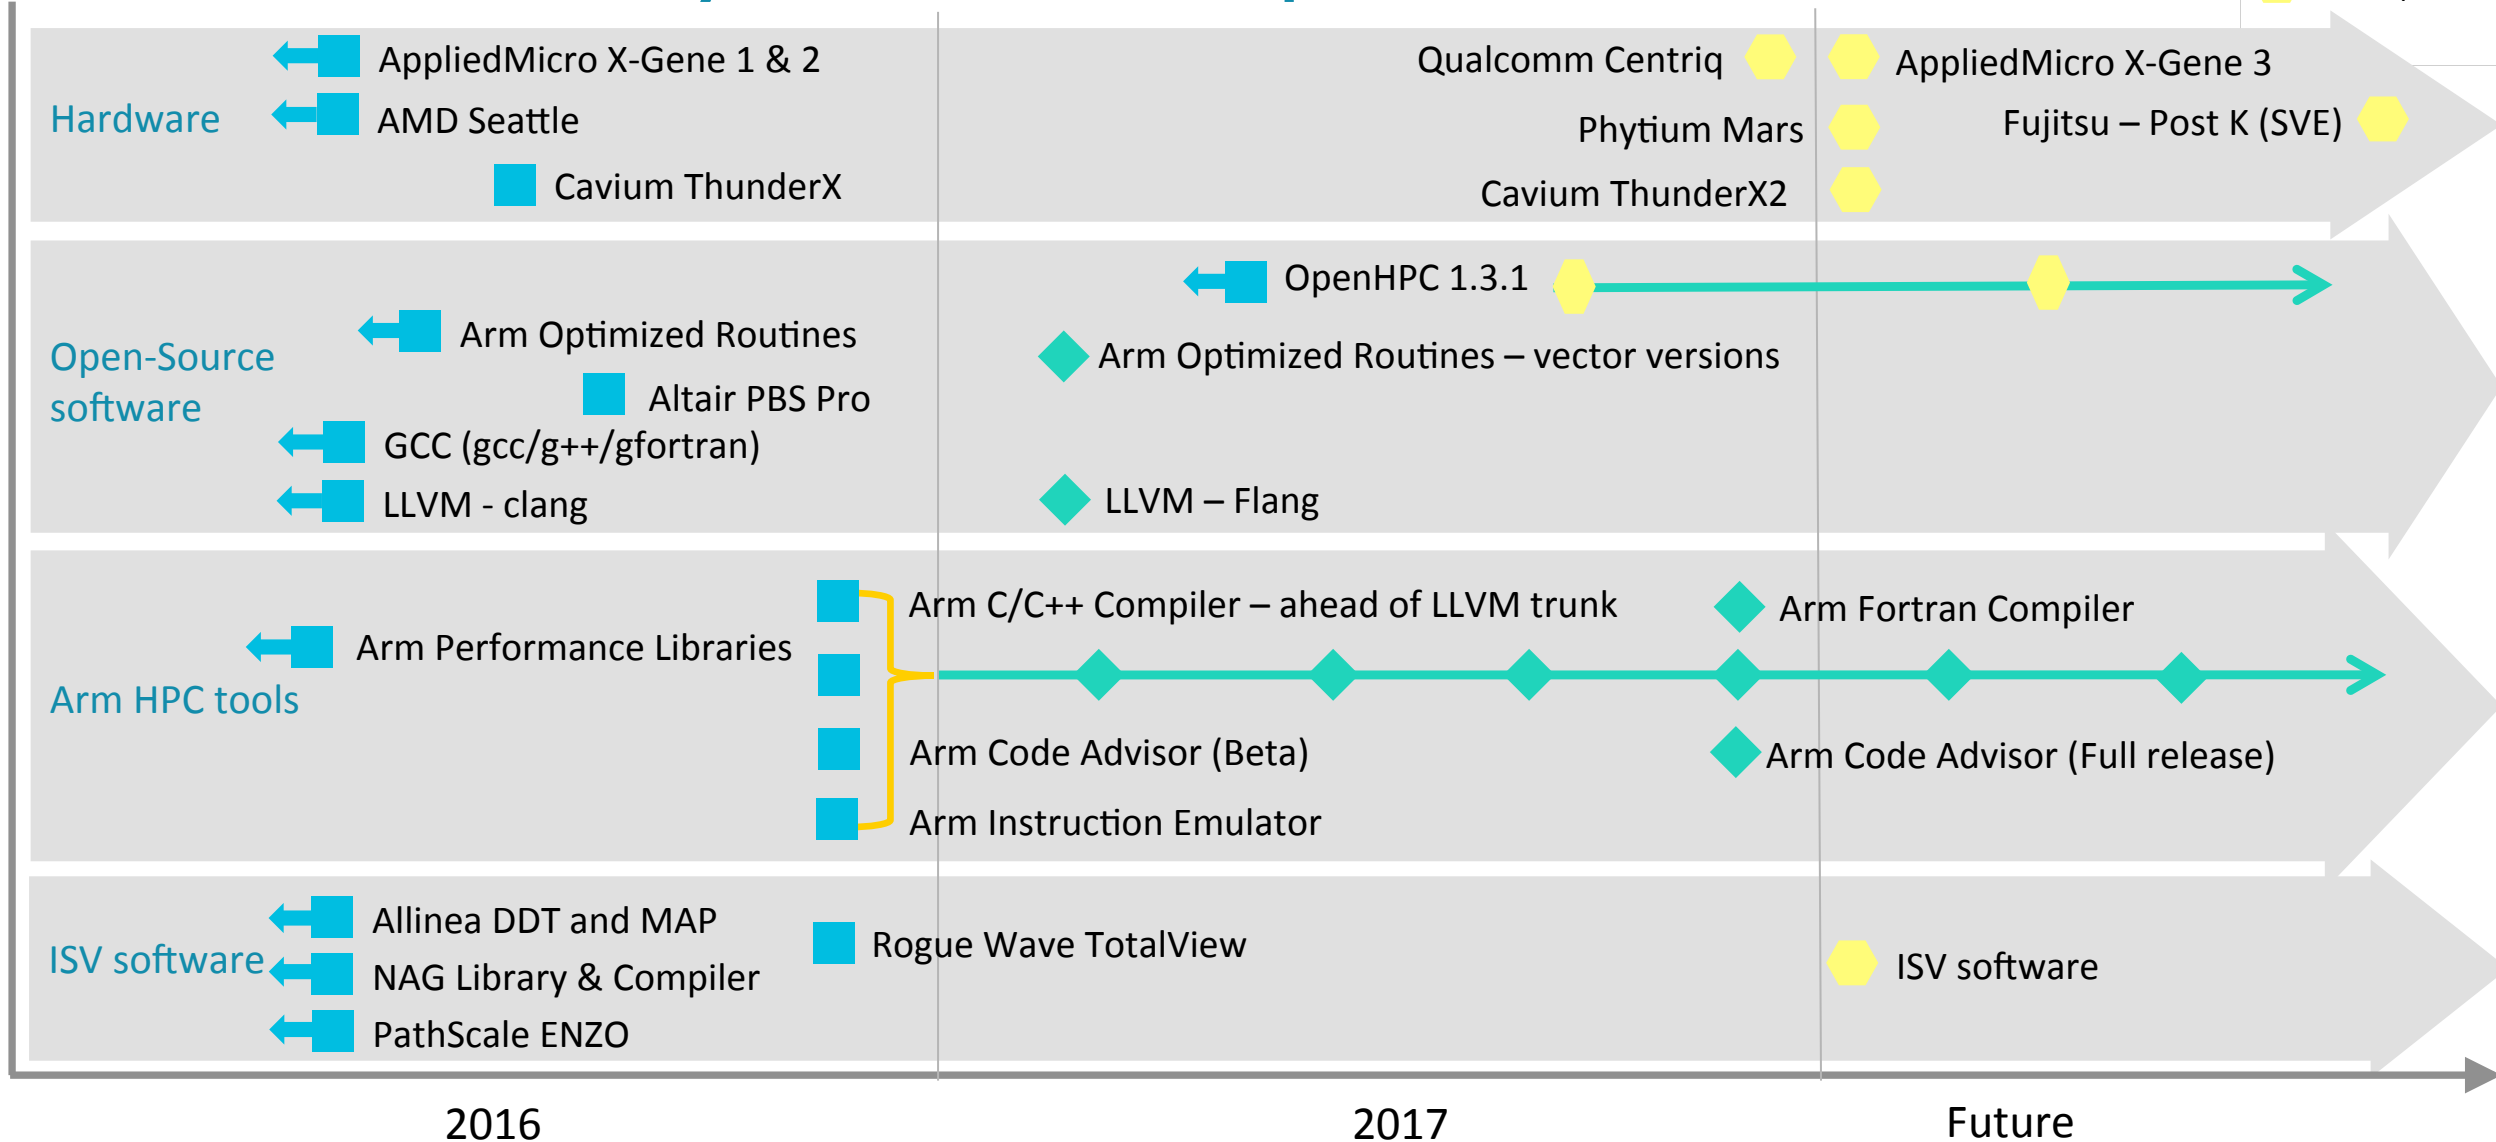 AppliedMicro X-Gene 1 & 2
Qualcomm Centriq
AppliedMicro X-Gene 3
Hardware
AMD Seattle
Phytium Mars
Fujitsu – Post K (SVE)
Cavium ThunderX
Cavium ThunderX2
OpenHPC 1.3.1
Arm Optimized Routines
Open-Source
software
Arm Optimized Routines – vector versions
Altair PBS Pro
GCC (gcc/g++/gfortran)
LLVM - clang
LLVM – Flang
Arm C/C++ Compiler – ahead of LLVM trunk
Arm Fortran Compiler
Arm Performance Libraries
Arm HPC tools
Arm Code Advisor (Beta)
Arm Code Advisor (Full release)
Arm Instruction Emulator
Allinea DDT and MAP
Rogue Wave TotalView
ISV software
NAG Library & Compiler
ISV software
PathScale ENZO
2016
2017
Future